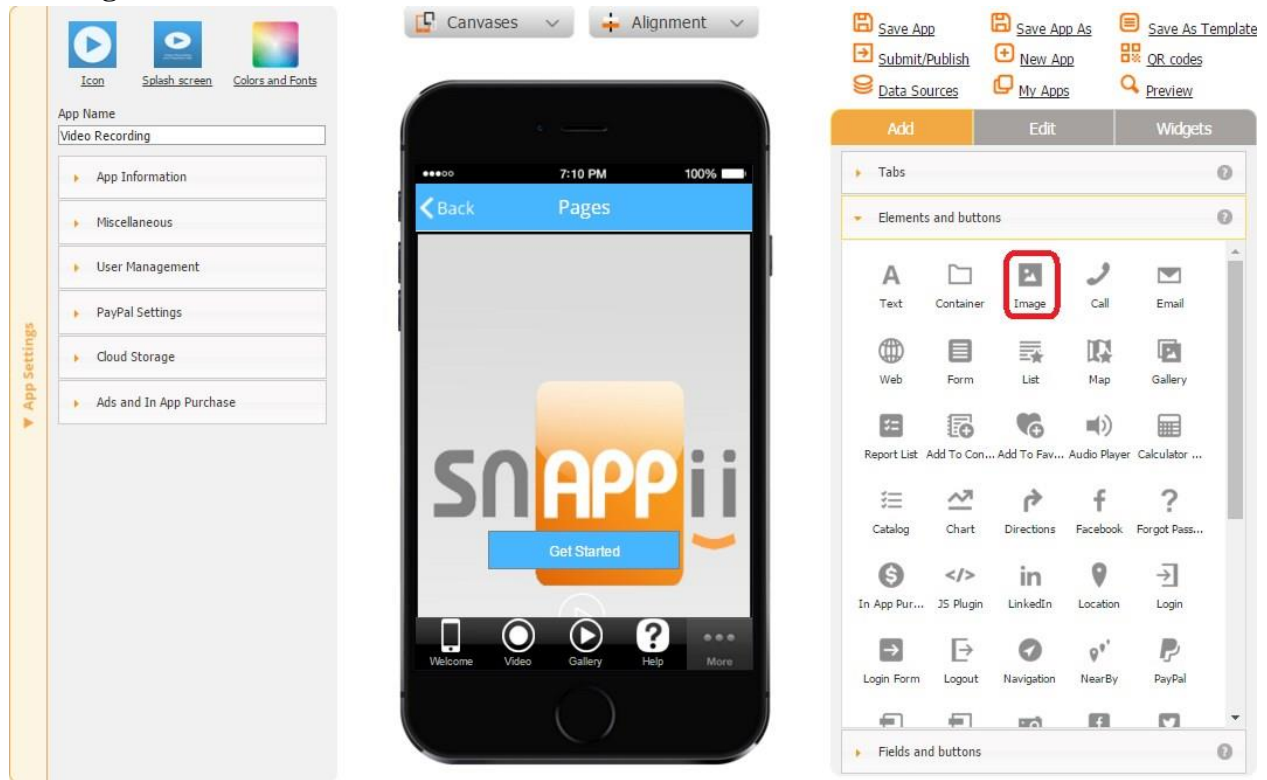 Icon
Splash screen
Colors and Fonts
App Name
Video Recording
App Information
Miscellaneous
User Management
PayPal Settings
Cloud Storage
Ads and In App Purchase
App Settings
Canvases
Alignment
7:10 PM
100%
Back
Pages
snAPPii
Get Started
Welcome
Video
Gallery
Help
More
Save App
Save App As
Save As Template
Submit/Publish
New App
QR codes
Data Sources
My Apps
Preview
Add
Edit
Widgets
Tabs
Elements and buttons
Text
Container
Image
Call
Email
Web
Form
List
Map
Gallery
Report List
Add To Con...
Add To Fav...
Audio Player
Calculator ...
Catalog
Chart
Directions
Facebook
Forgot Pass...
In App Pur...
JS Plugin
LinkedIn
Location
Login
Login Form
Logout
Navigation
NearBy
PayPal
Fields and buttons